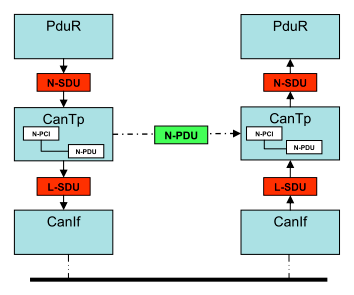 PduR
PduR
N-SDU
N-SDU
CanTp
CanTp
N-PCI
N-PDU
N-PDU
N-PCI
N-PDU
L-SDU
L-SDU
CanIf
CanIf